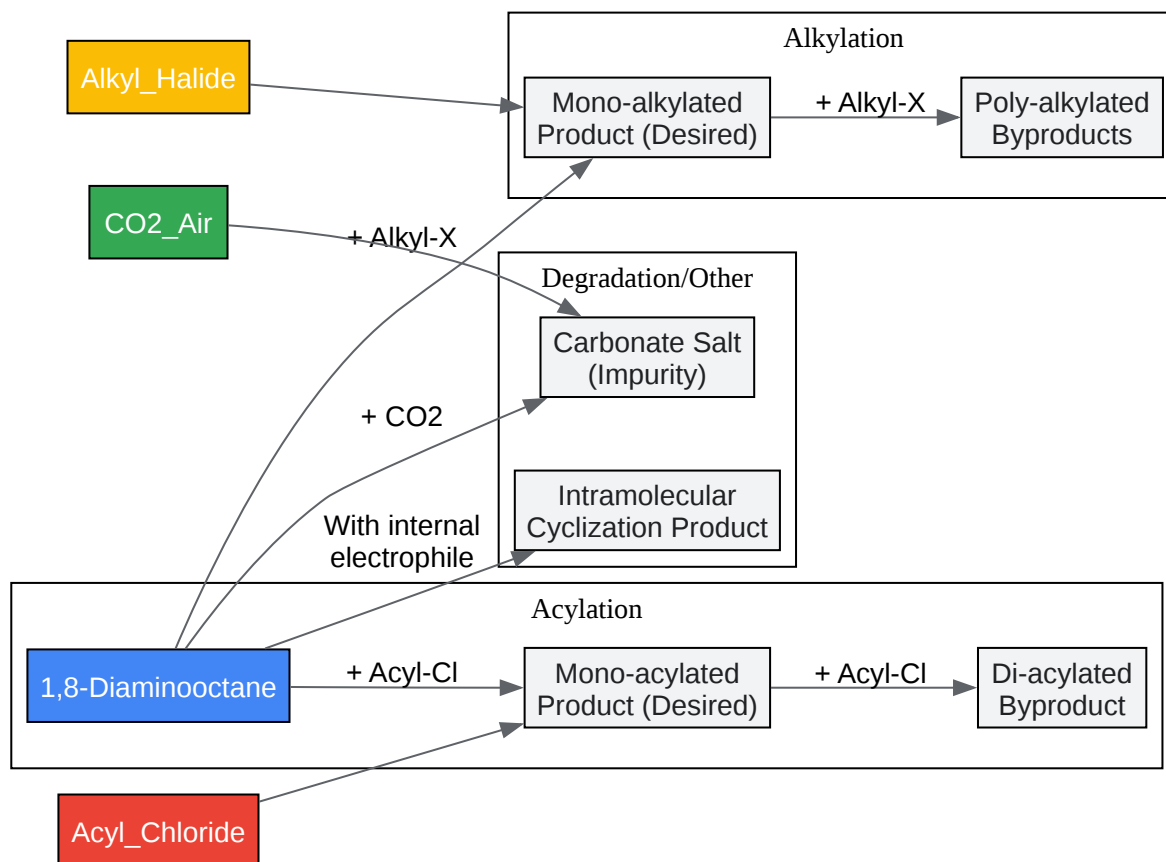 Alkylation
Alkyl_Halide
Mono-alkylated
Product (Desired)
+ Alkyl-X
Poly-alkylated
Byproducts
CO2_Air
+ Alkyl-X
Degradation/Other
Carbonate Salt
(Impurity)
+ CO2
Intramolecular
Cyclization Product
With internal
electrophile
Acylation
1,8-Diaminooctane
+ Acyl-Cl
Mono-acylated
Product (Desired)
+ Acyl-Cl
Di-acylated
Byproduct
Acyl_Chloride